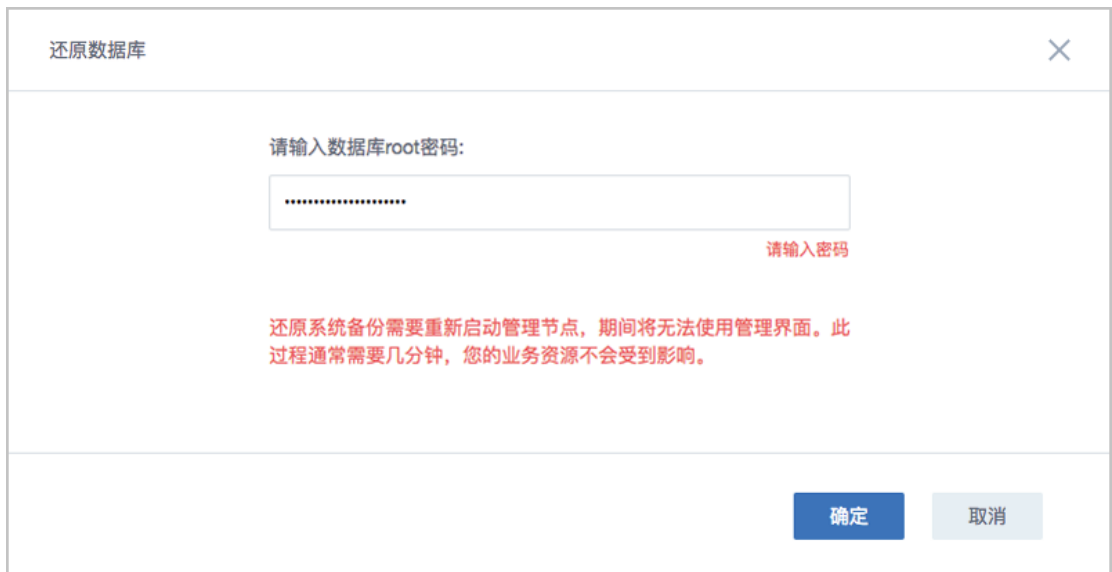 还原数据库
请输入数据库root密码:
•••••••••••••••••••••
请输入密码
还原系统备份需要重新启动管理节点，期间将无法使用管理界面。此
过程通常需要几分钟，您的业务资源不会受到影响。
确定
取消